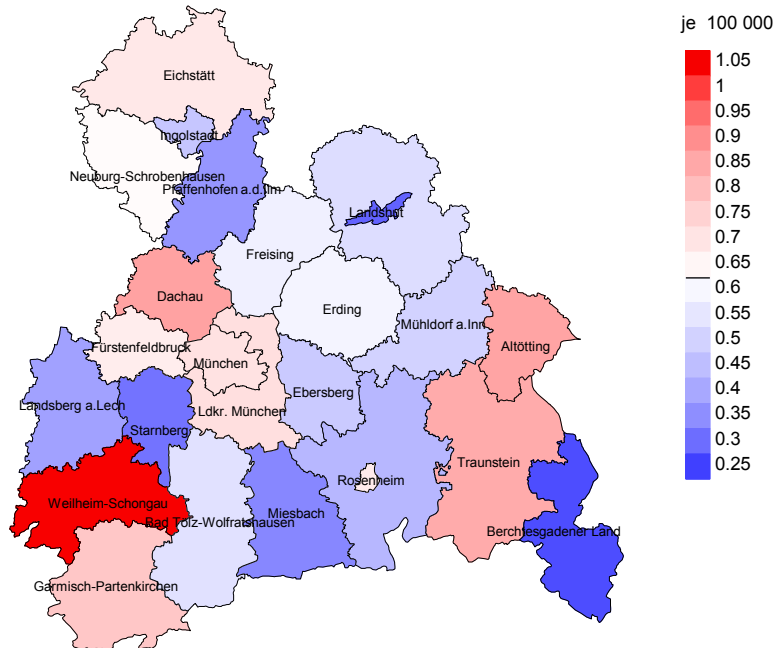 je 100 000
1.05
1
0.95
0.9
0.85
0.8
0.75
0.7
0.65
0.6
0.55
0.5
0.45
0.4
0.35
0.3
0.25
Eichstätt
Ingolstadt
Neuburg-Schrobenhausen
Pfaffenhofen a.d.Ilm
Landshut
Freising
Dachau
Erding
Mühldorf a.Inn
Altötting
Fürstenfeldbruck
München
Ebersberg
Landsberg a.Lech
Starnberg
Ldkr. München
Traunstein
Rosenheim
Weilheim-Schongau
Miesbach
Bad Tölz-Wolfratshausen
Berchtesgadener Land
Garmisch-Partenkirchen